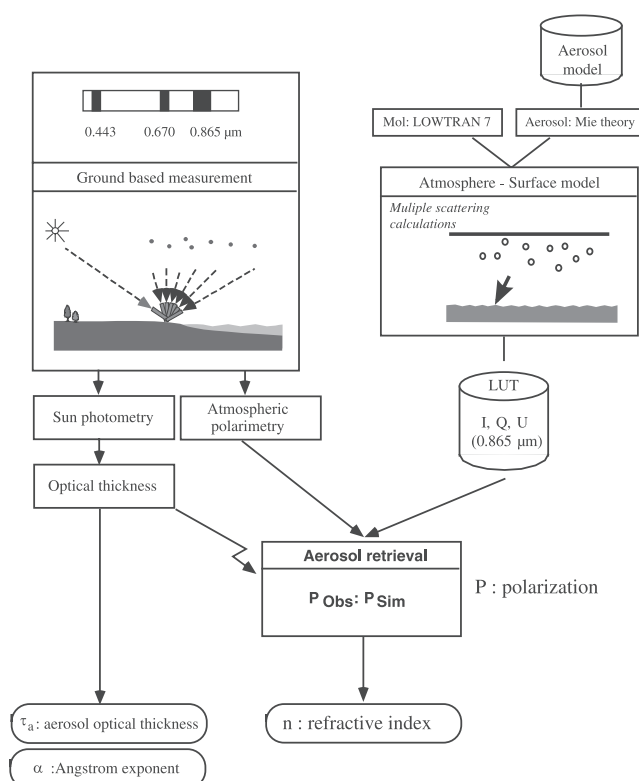 Aerosol
model
0.443 0.670 0.865 μm
Mol: LOWTRAN 7
Aerosol: Mie theory
Ground based measurement
Atmosphere - Surface model
Muliple scattering
calculations
LUT
I, Q, U
(0.865 μm)
Sun photometry
Atmospheric
polarimetry
Optical thickness
Aerosol retrieval
P Obs: P Sim
P : polarization
τa : aerosol optical thickness
n : refractive index
α :Angstrom exponent